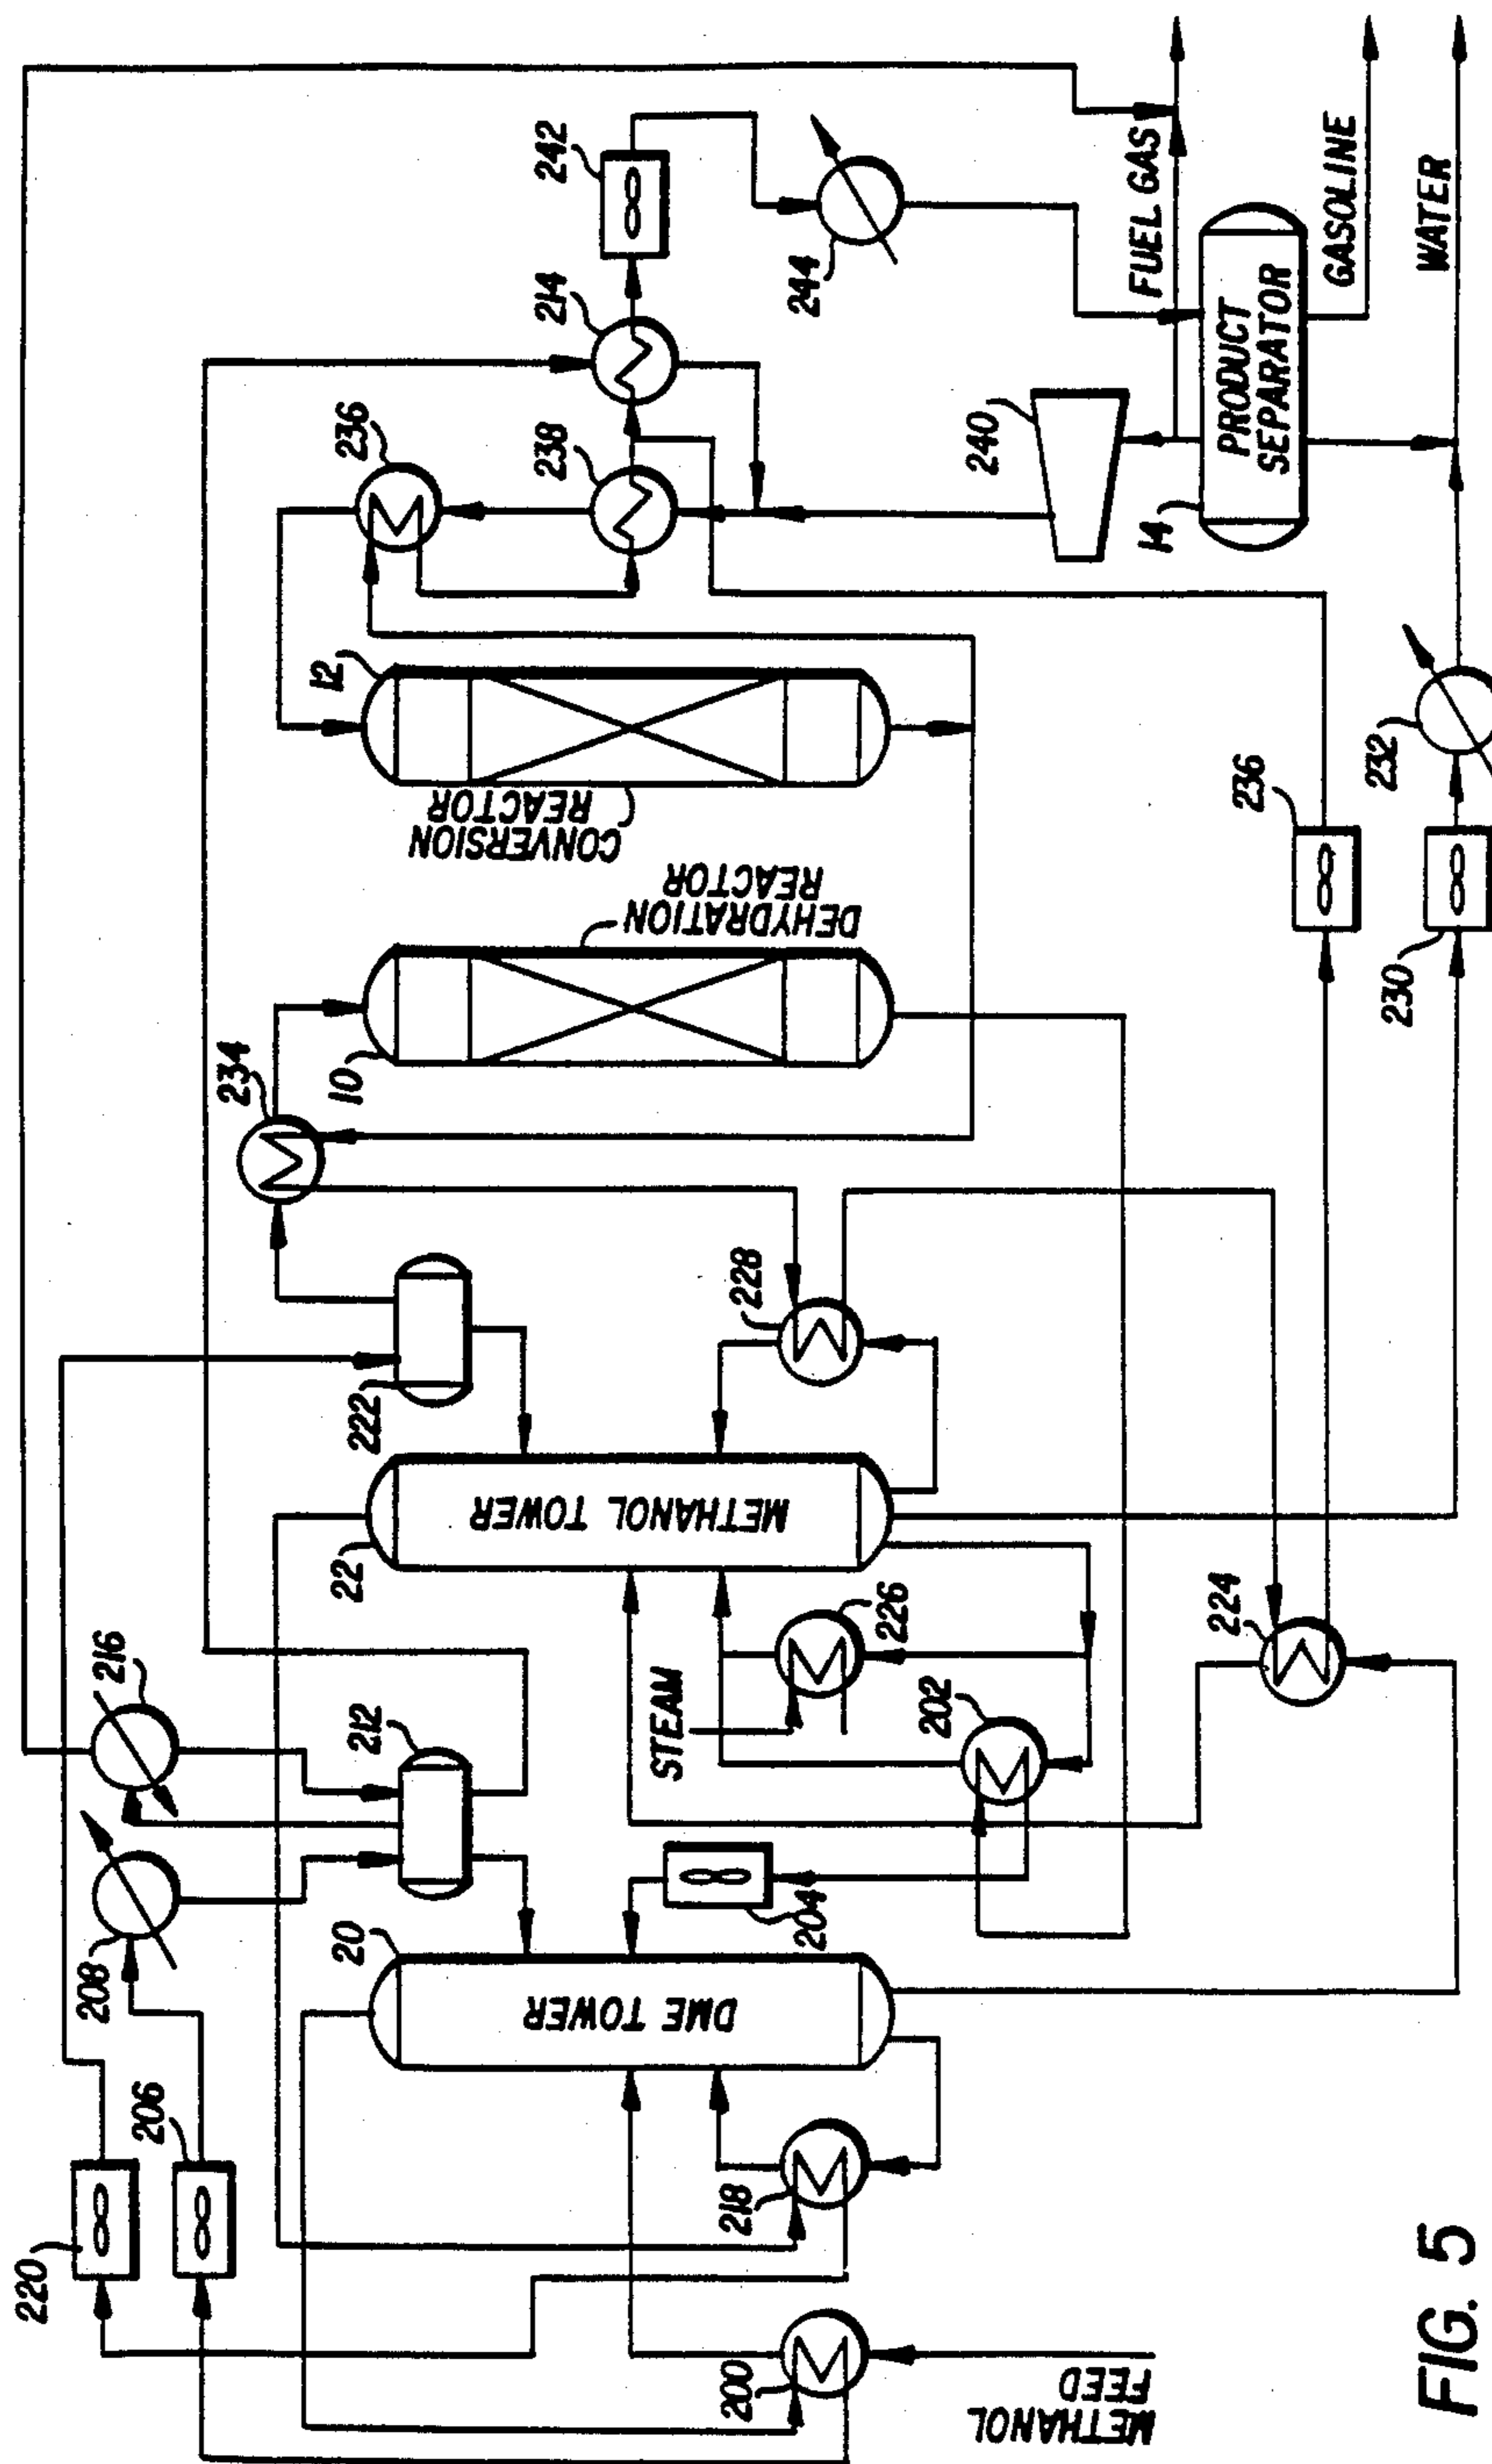 220
206
208
216
20
212
22
222
234
10
12
236
238
214
242
244
240
14
200
218
204
202
226
228
224
230
232
236
METHANOL
FEED
DME TOWER
STEAM
METHANOL TOWER
DEHYDRATION
REACTOR
CONVERSION
REACTOR
PRODUCT
SEPARATOR
FUEL GAS
GASOLINE
WATER
FIG. 5